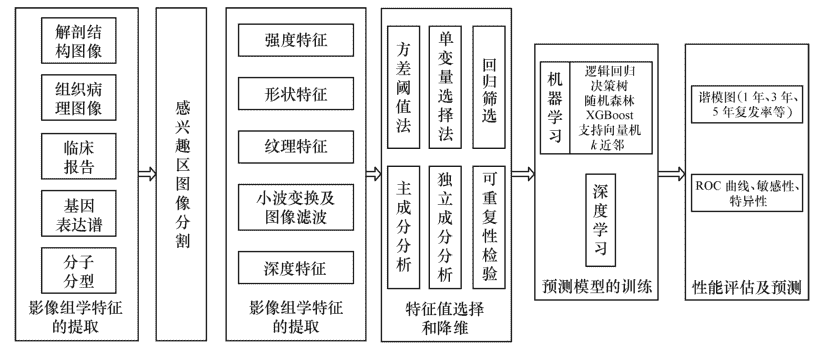 解剖结
构图像
组织病
理图像
临床
报告
基因
表达谱
分子
分型
影像组学特征
的提取
感兴趣区图像分割
强度特征
形状特征
纹理特征
小波变换及
图像滤波
深度特征
影像组学特征
的提取
方差阈值法
单变量选择法
回归筛选
主成分分析
独立成分分析
可重复性检验
特征值选择
和降维
机器学习
逻辑回归
决策树
随机森林
XGBoost
支持向量机
k近邻
深度学习
预测模型的训练
谐模图(1年、3年、
5年复发率等)
ROC 曲线、敏感性、
特异性
性能评估及预测